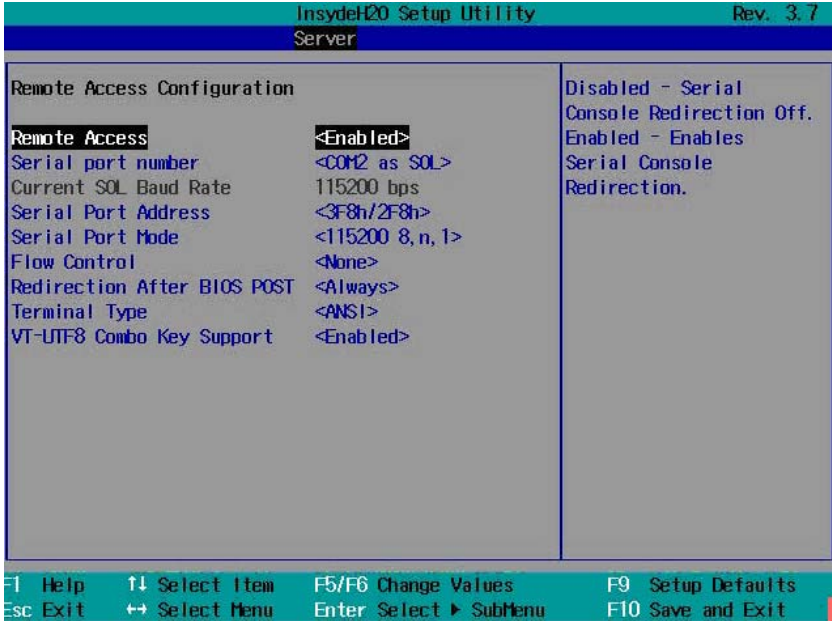 InsydeH20 Setup Utility Rev. 3.7
Server
Remote Access Configuration
Remote Access <Enabled>
Serial port number <COM2 as SOL>
Current SOL Baud Rate 115200 bps
Serial Port Address <3F8h/2F8h>
Serial Port Mode <115200 8,n,1>
Flow Control <None>
Redirection After BIOS POST <Always>
Terminal Type <ANSI>
VT-UTF8 Combo Key Support <Enabled>
Disabled - Serial
Console Redirection Off.
Enabled - Enables
Serial Console
Redirection.
F1 Help ↑↓ Select Item F5/F6 Change Values F9 Setup Defaults
Esc Exit ↔ Select Menu Enter Select ▶ SubMenu F10 Save and Exit